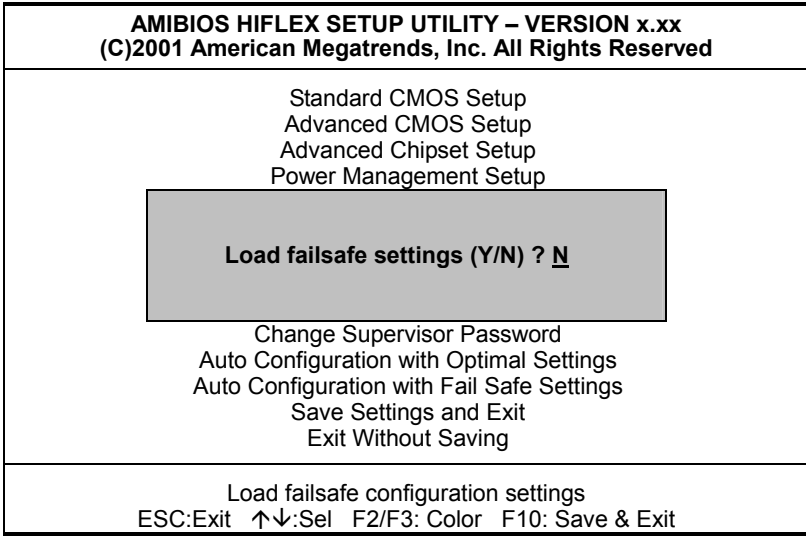 AMIBIOS HIFLEX SETUP UTILITY – VERSION x.xx
(C)2001 American Megatrends, Inc. All Rights Reserved
Standard CMOS Setup
Advanced CMOS Setup
Advanced Chipset Setup
Power Management Setup
Load failsafe settings (Y/N) ? N
Change Supervisor Password
Auto Configuration with Optimal Settings
Auto Configuration with Fail Safe Settings
Save Settings and Exit
Exit Without Saving
Load failsafe configuration settings
ESC:Exit ↑↓:Sel F2/F3: Color F10: Save & Exit